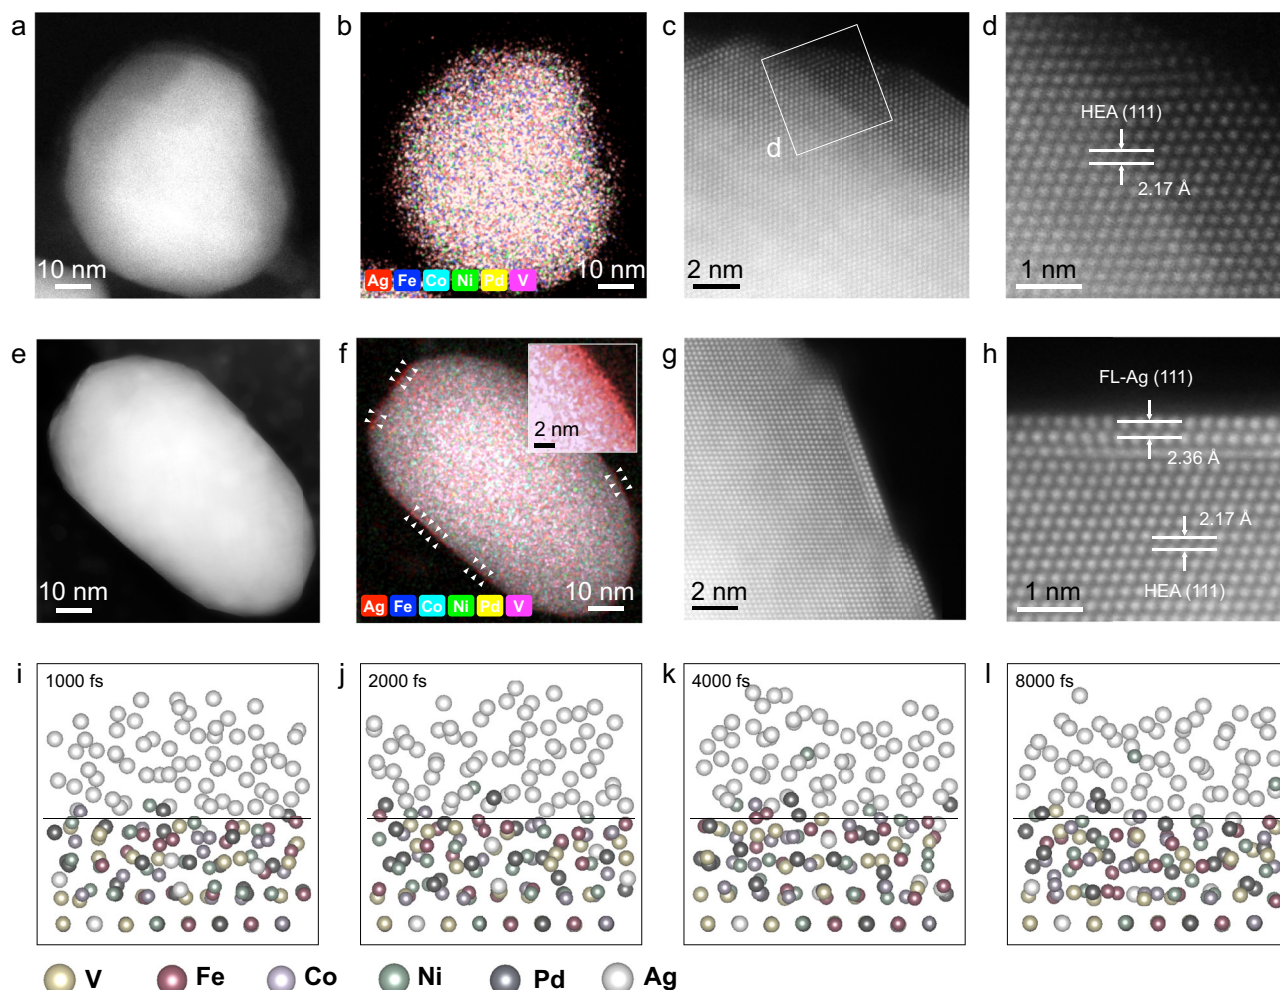 a
b
c
d
10 nm
Ag Fe Co Ni Pd V
10 nm
d
2 nm
HEA (111)
2.17 Å
1 nm
e
f
g
h
10 nm
2 nm
Ag Fe Co Ni Pd V
10 nm
2 nm
FL-Ag (111)
2.36 Å
2.17 Å
HEA (111)
1 nm
i
1000 fs
j
2000 fs
k
4000 fs
l
8000 fs
V Fe Co Ni Pd Ag